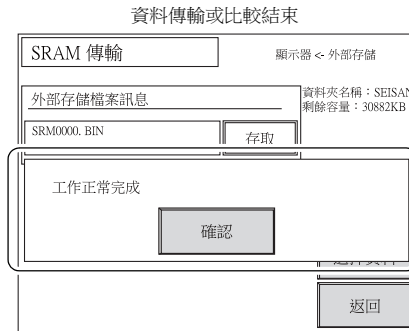 資料傳輸或比較結束
SRAM 傳輸
顯示器 <- 外部存儲
外部存儲檔案訊息
資料夾名稱：SEISAN
剩餘容量：30882KB
SRM0000. BIN
存取
工作正常完成
確認
返回